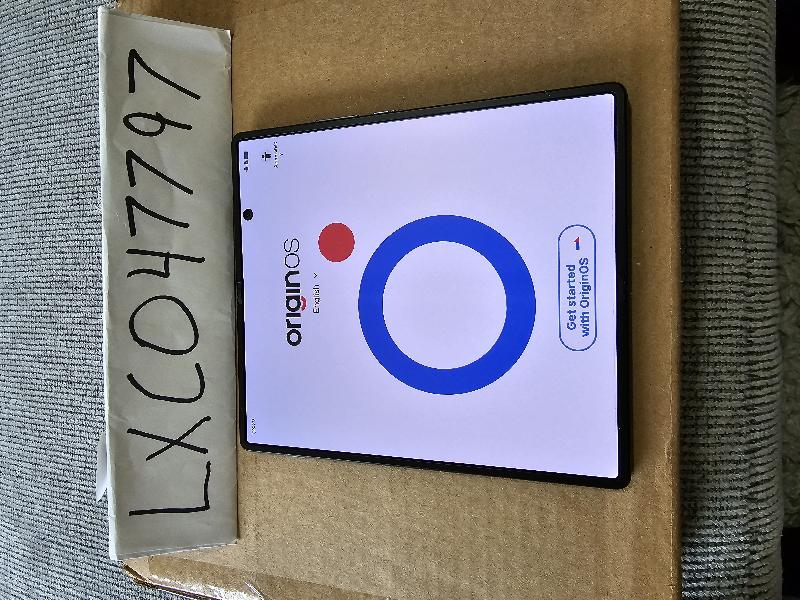 LXC047797
originOS
English
Get started
with OriginOS